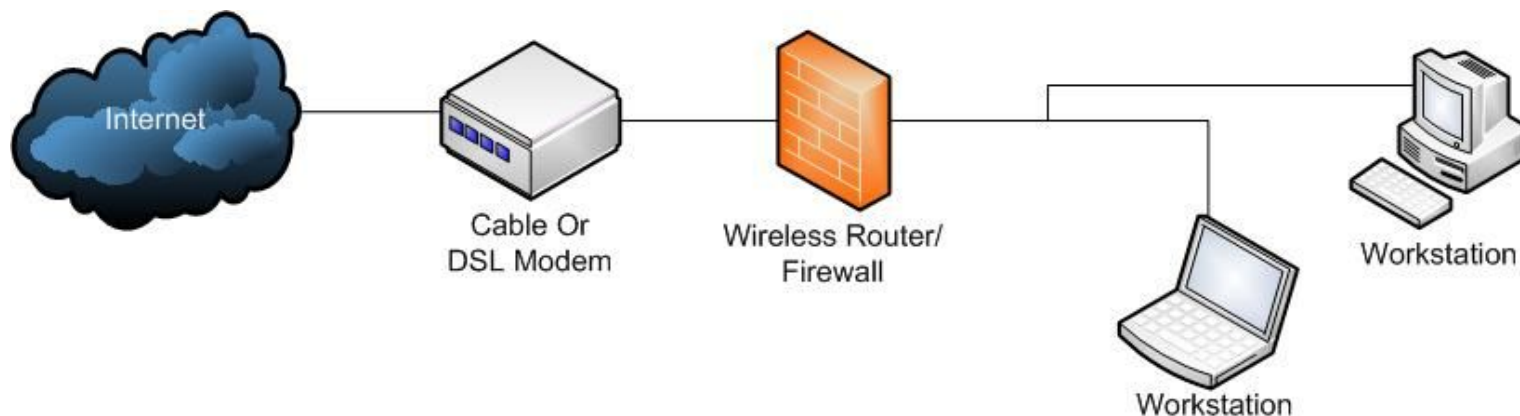 Internet
Cable Or
DSL Modem
Wireless Router/
Firewall
Workstation
Workstation